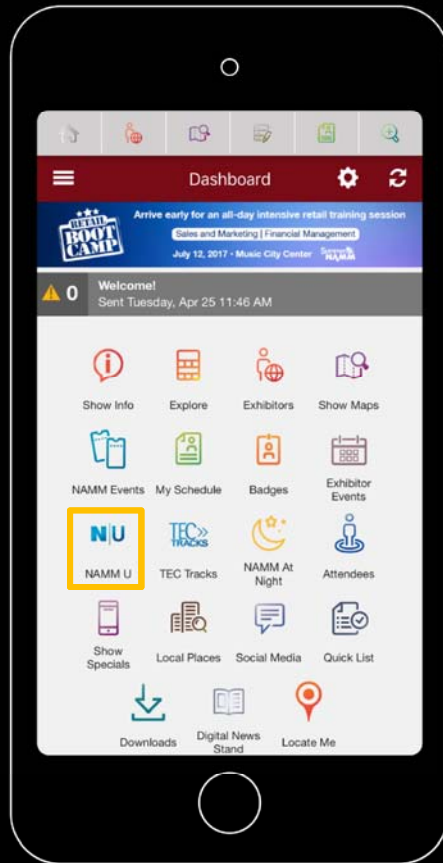 Dashboard
RETAIL
BOOT
CAMP
Arrive early for an all-day intensive retail training session
Sales and Marketing | Financial Management
July 12, 2017 • Music City Center
Summer
NAMM
0
Welcome!
Sent Tuesday, Apr 25 11:46 AM
Show Info
Explore
Exhibitors
Show Maps
NAMM Events
My Schedule
Badges
Exhibitor
Events
N|U
NAMM U
TEC>>
TRACKS
TEC Tracks
NAMM At
Night
Attendees
Show
Specials
Local Places
Social Media
Quick List
Downloads
Digital News
Stand
Locate Me